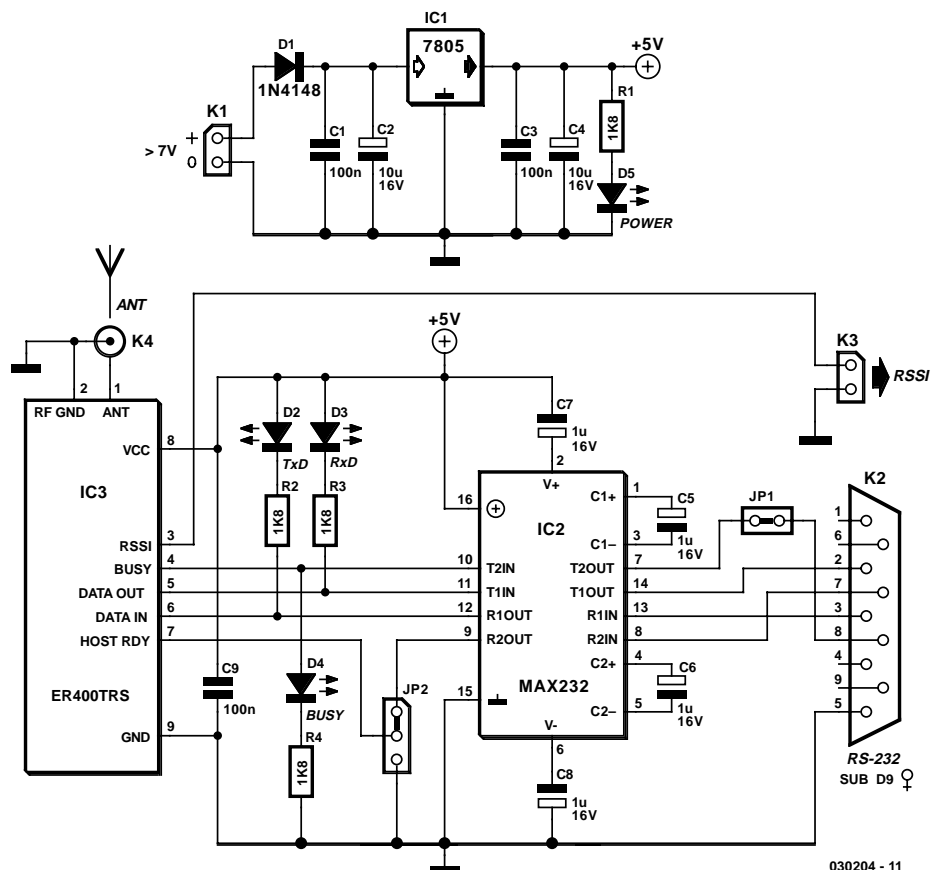 IC1
D1
7805
+5V
1N4148
R1
K1
1K8
+
> 7V
0
C1
100n
C2
10u
16V
C3
100n
C4
10u
16V
D5
POWER
ANT
K4
+5V
K3
RSSI
2
1
RF GND
ANT
D2
D3
C7
1u
16V
VCC
8
TxD
RxD
2
V+
K2
IC3
R2
R3
1K8
1K8
16
IC2
C1+
1
C5
1u
16V
JP1
C1–
3
1
6
RSSI
3
BUSY
4
10
T2IN
T2OUT
7
2
DATA OUT
5
11
T1IN
T1OUT
14
7
DATA IN
6
12
R1OUT
R1IN
13
3
HOST RDY
7
9
R2OUT
R2IN
8
8
C2+
4
C6
1u
16V
4
9
ER400TRS
C9
100n
D4
BUSY
JP2
15
MAX232
C2–
5
5
GND
9
R4
1K8
V-
6
C8
1u
16V
RS-232
SUB D9 ♀
030204 - 11